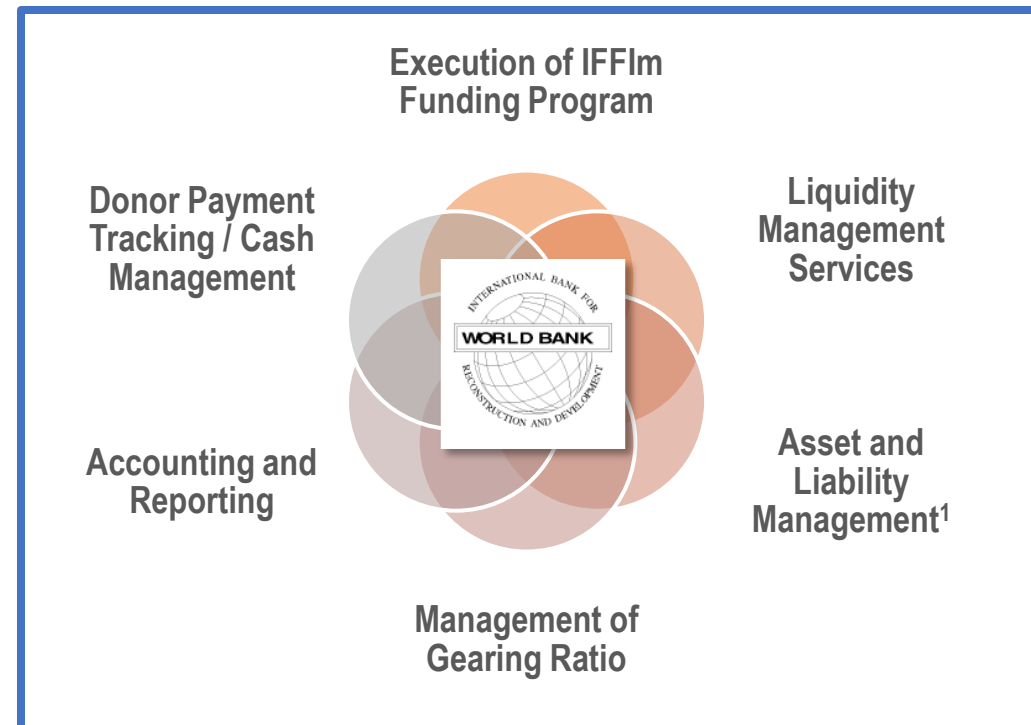 Execution of IFFIm
Funding Program
Donor Payment
Tracking / Cash
Management
Liquidity
Management
Services
INTERNATIONAL BANK FOR
WORLD BANK
RECONSTRUCTION AND DEVELOPMENT
Accounting and
Reporting
Asset and
Liability
Management¹
Management of
Gearing Ratio